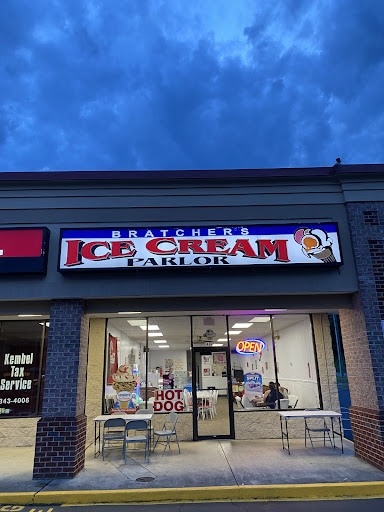 BRATCHER'S
ICE CREAM
PARLOR
OPEN
Kembel
Tax
Service
343-4006
HOT
DOG